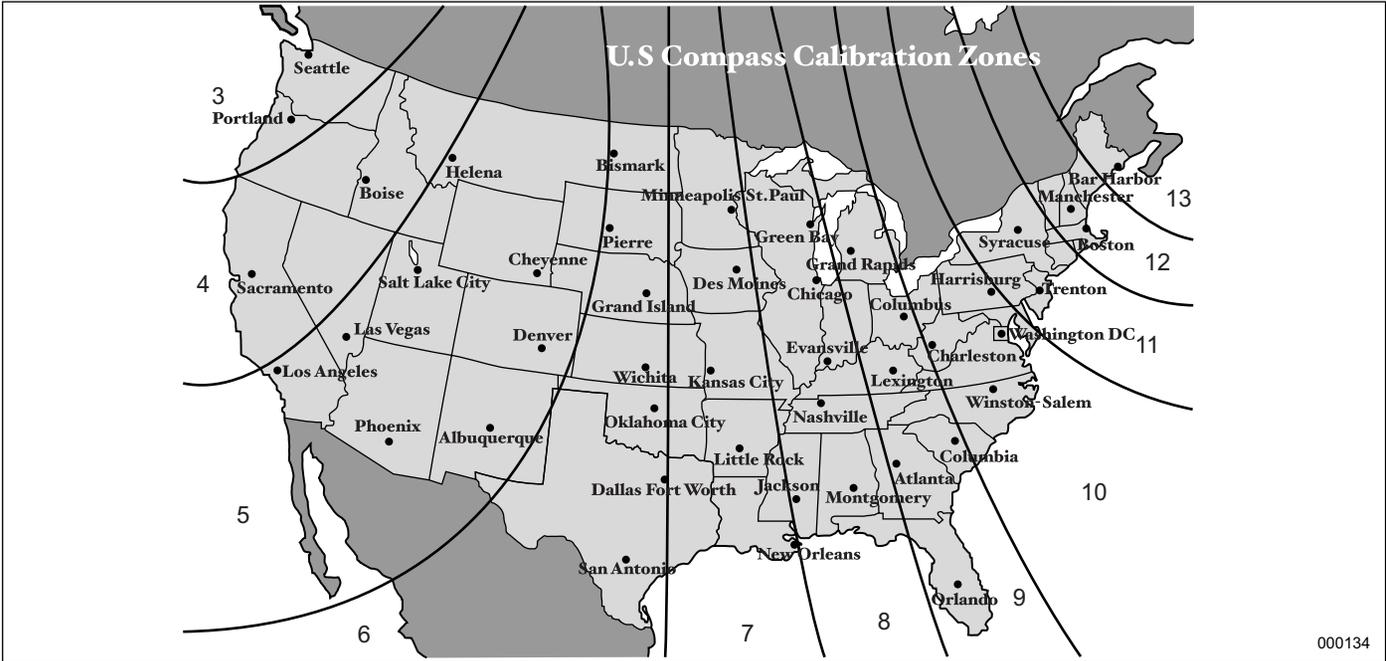 U.S Compass Calibration Zones
Seattle
3
Portland
Helena
Bismark
Boise
Minneapolis St.Paul
Bar Harbor
Manchester
13
Pierre
Green Bay
Syracuse
Boston
4
Sacramento
Salt Lake City
Cheyenne
Grand Rapids
12
Des Moines
Chicago
Harrisburg
Trenton
Grand Island
Columbus
Las Vegas
Denver
Washington DC
11
Evansville
Charleston
Los Angeles
Wichita
Kansas City
Lexington
Winston-Salem
Phoenix
Albuquerque
Oklahoma City
Nashville
Little Rock
Columbia
Dallas Fort Worth
Jackson
Atlanta
Montgomery
10
5
New Orleans
San Antonio
Orlando
9
6
7
8
000134